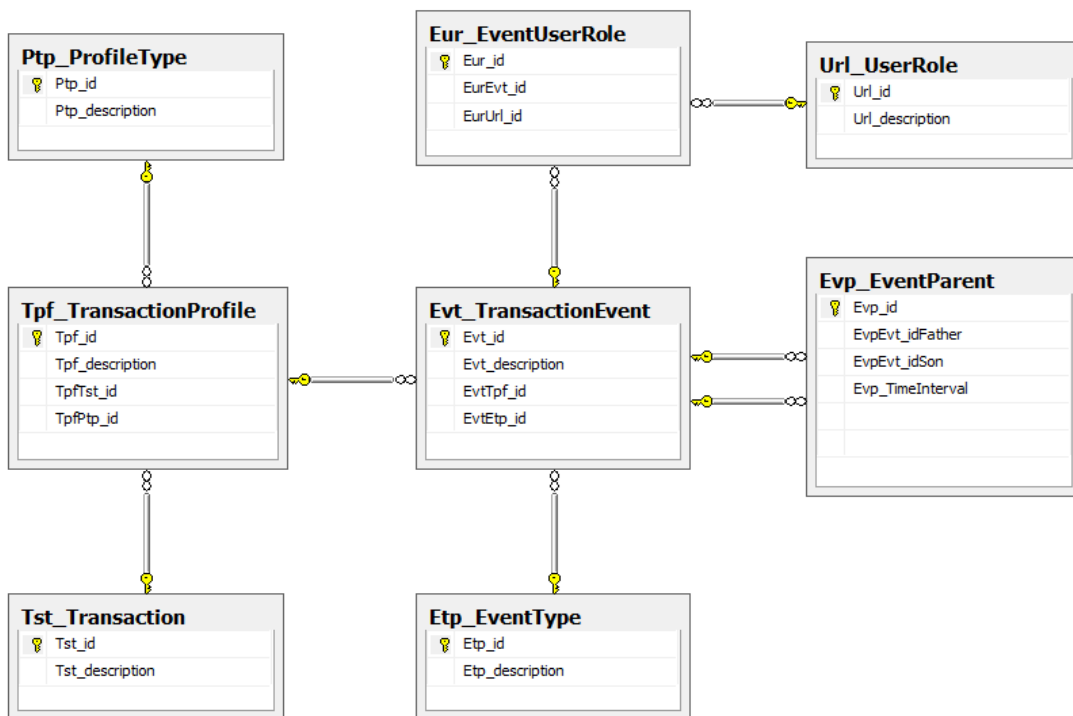 Ptp_ProfileType
Ptp_id
Ptp_description
Eur_EventUserRole
Eur_id
EurEvt_id
EurUrl_id
Url_UserRole
Url_id
Url_description
Tpf_TransactionProfile
Tpf_id
Tpf_description
TpfTst_id
TpfPtp_id
Evt_TransactionEvent
Evt_id
Evt_description
EvtTpf_id
EvtEtp_id
Evp_EventParent
Evp_id
EvpEvt_idFather
EvpEvt_idSon
Evp_TimeInterval
Tst_Transaction
Tst_id
Tst_description
Etp_EventType
Etp_id
Etp_description